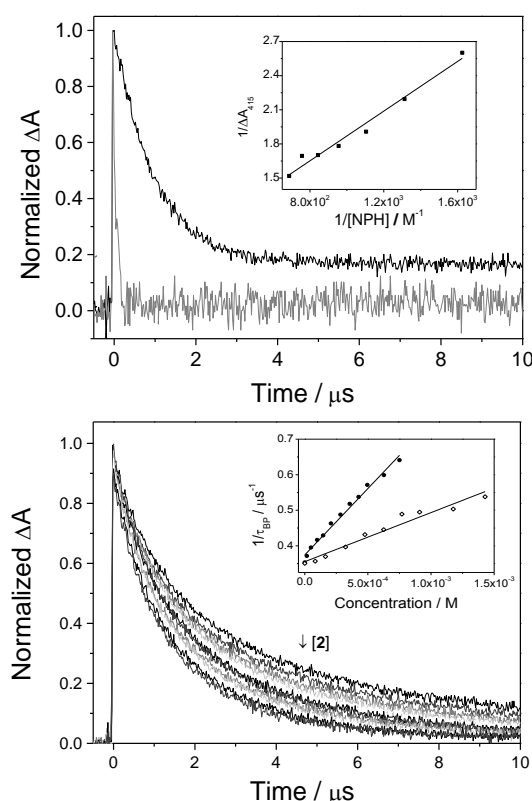 Normalized ΔA
1.0
0.8
0.6
0.4
0.2
0.0
1/ΔA₄₁₅
2.7
2.4
2.1
1.8
1.5
8.0x10² 1.2x10³ 1.6x10³
1/[NPH] / M⁻¹
0 2 4 6 8 10
Time / μs
Normalized ΔA
1.0
0.8
0.6
0.4
0.2
0.0
1/τBP / μs⁻¹
0.7
0.6
0.5
0.4
5.0x10⁻⁴ 1.0x10⁻³ 1.5x10⁻³
Concentration / M
↓ [2]
0 2 4 6 8 10
Time / μs